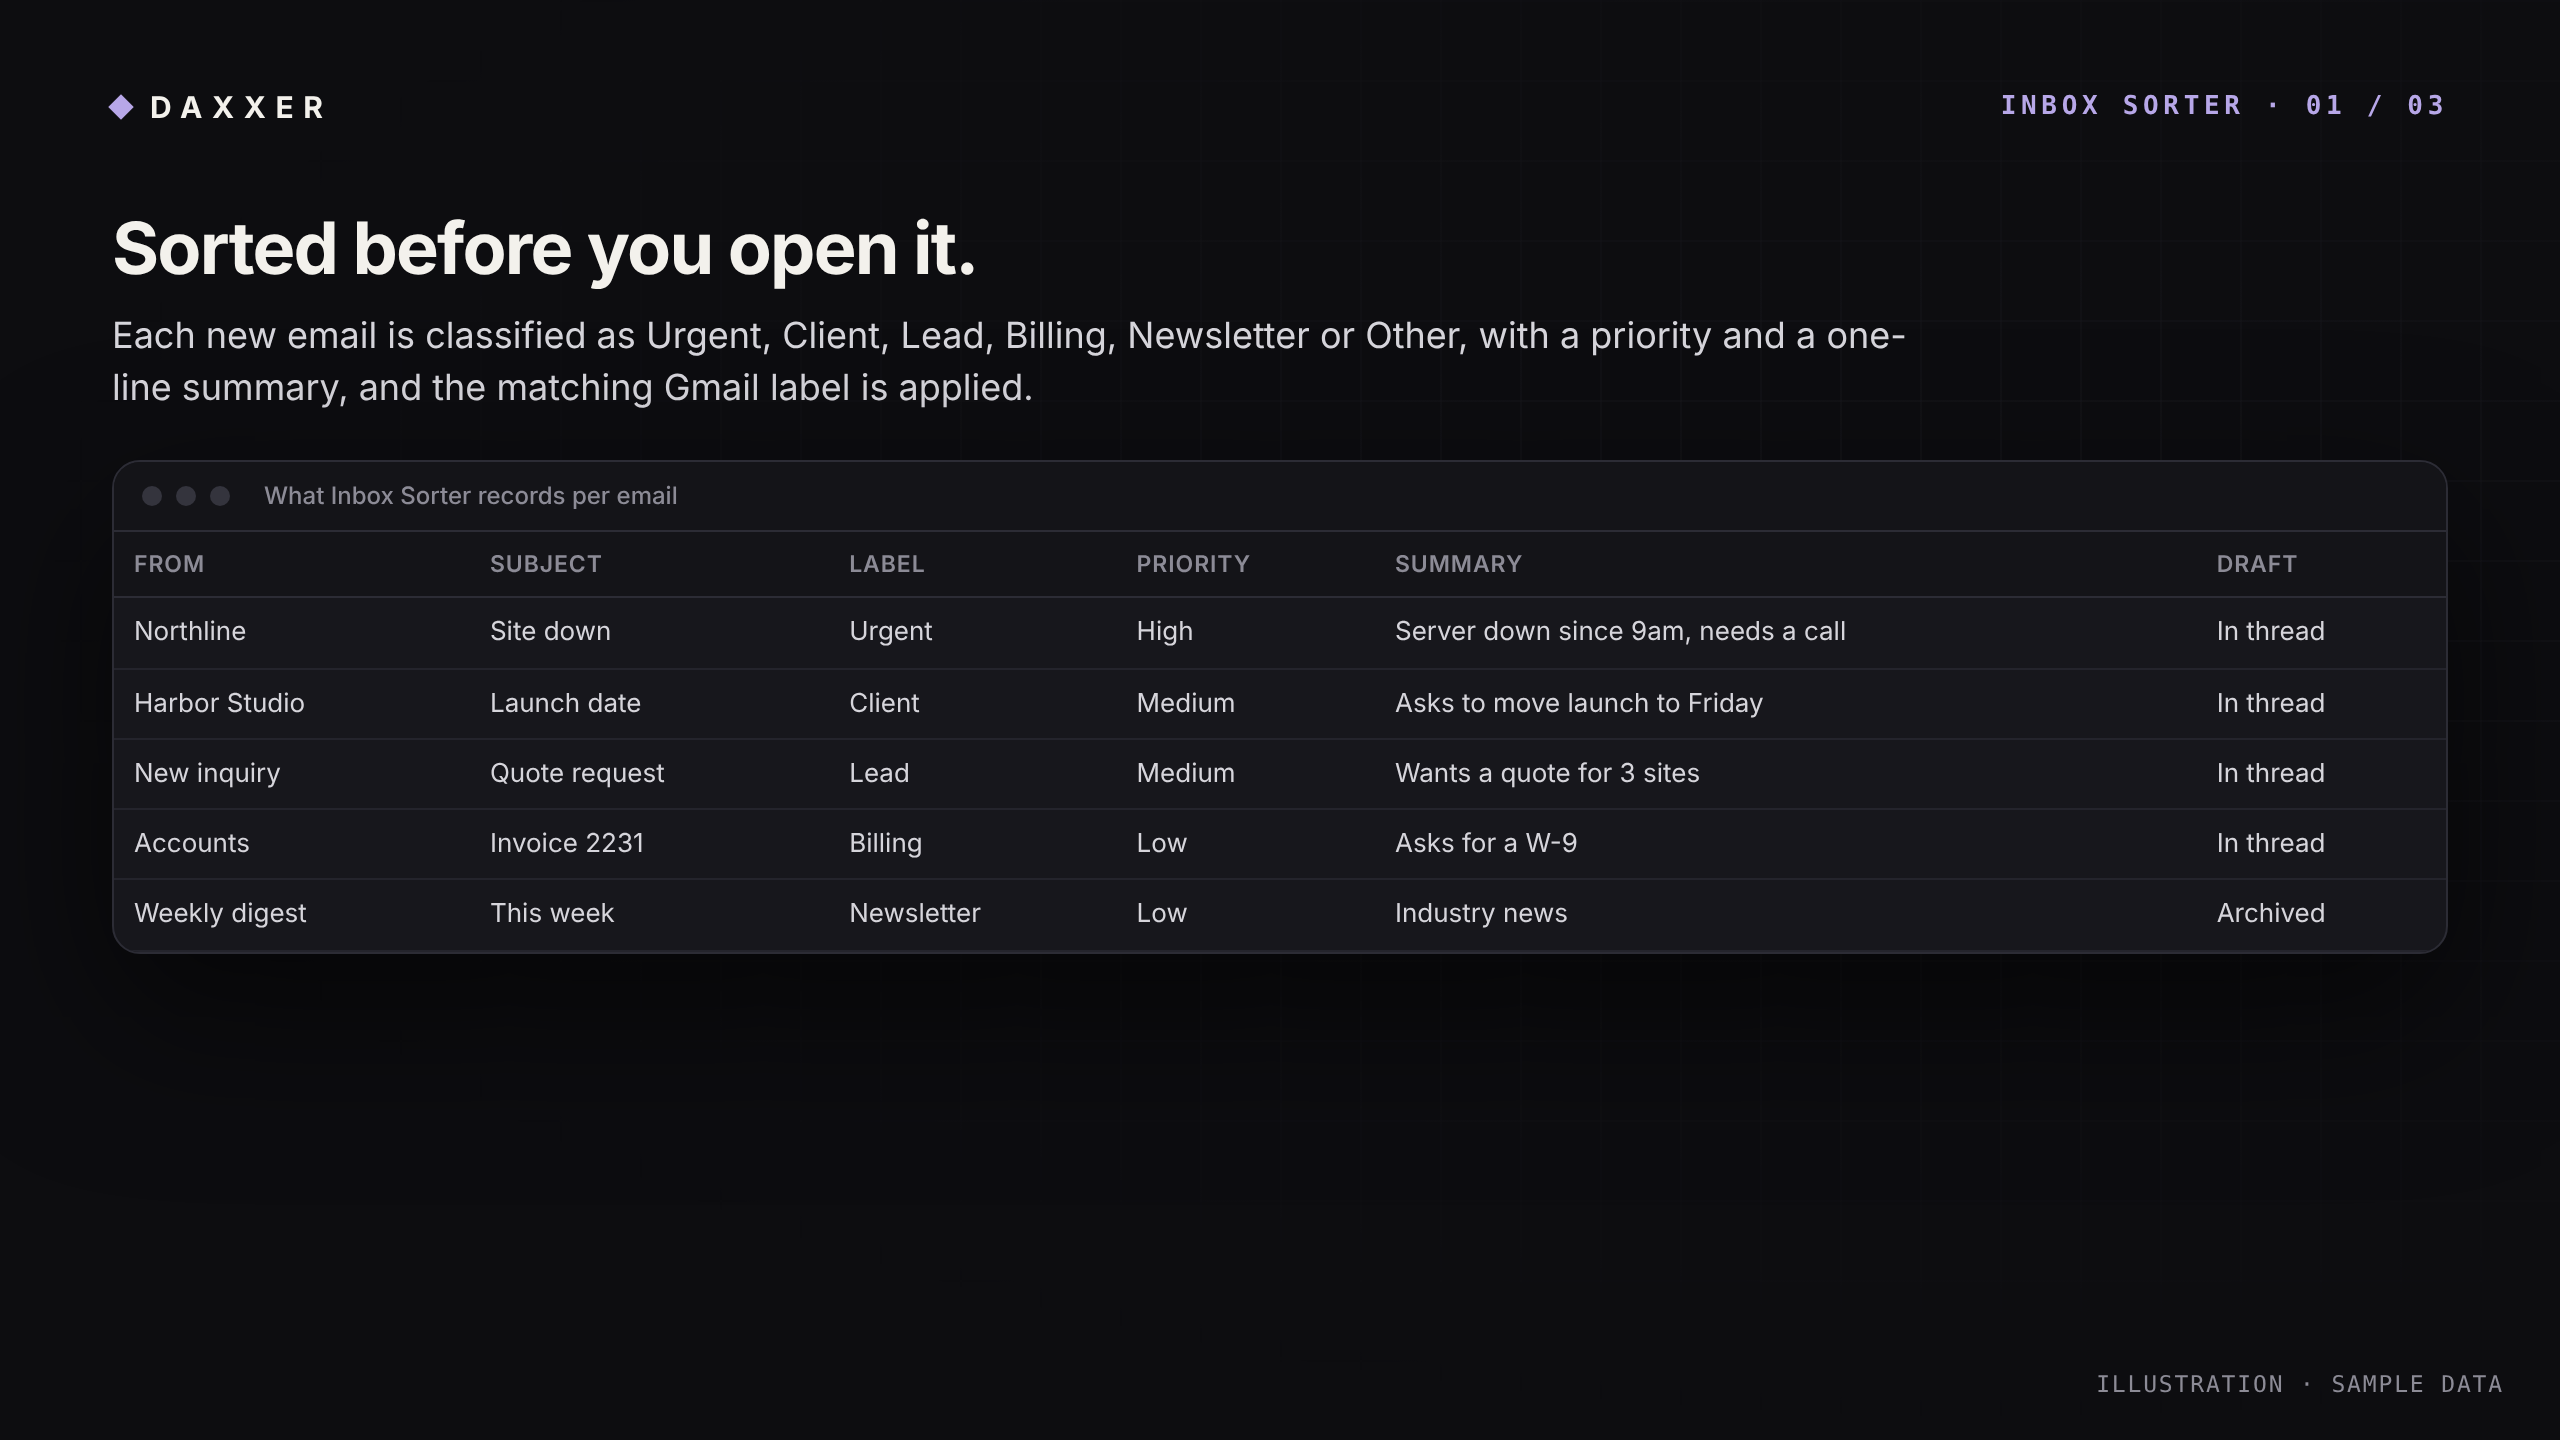 DAXXER
INBOX SORTER · 01 / 03
Sorted before you open it.
Each new email is classified as Urgent, Client, Lead, Billing, Newsletter or Other, with a priority and a one-
line summary, and the matching Gmail label is applied.
What Inbox Sorter records per email
FROM SUBJECT LABEL PRIORITY SUMMARY DRAFT
Northline Site down Urgent High Server down since 9am, needs a call In thread
Harbor Studio Launch date Client Medium Asks to move launch to Friday In thread
New inquiry Quote request Lead Medium Wants a quote for 3 sites In thread
Accounts Invoice 2231 Billing Low Asks for a W-9 In thread
Weekly digest This week Newsletter Low Industry news Archived
ILLUSTRATION · SAMPLE DATA